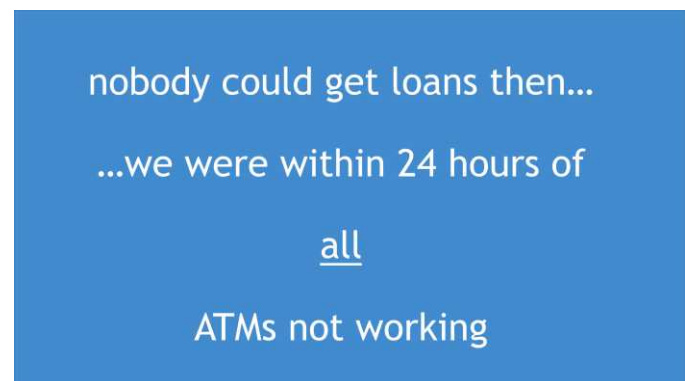 nobody could get loans then…
…we were within 24 hours of
all
ATMs not working